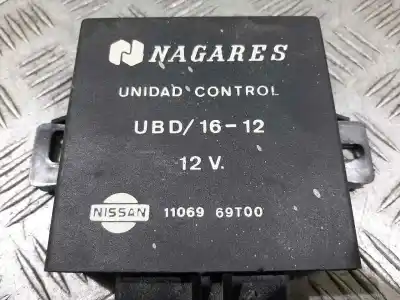 NAGARES
UNIDAD CONTROL
UBD/16-12
12 V.
NISSAN 11069 69T00